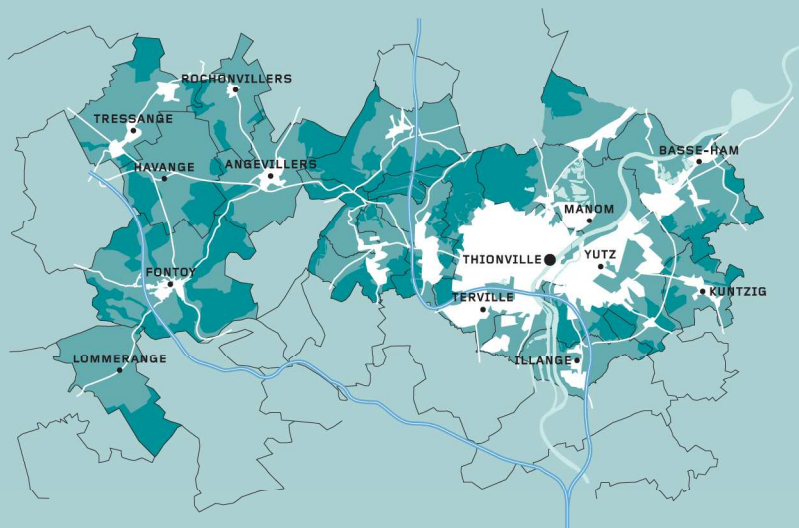 ROCHONVILLERS
TRESSANGE
BASSE-HAM
HAVANGE
ANGEVILLERS
MANOM
THIONVILLE
YUTZ
FONTOY
TERVILLE
KUNTZIG
LOMMERANGE
ILLANGE